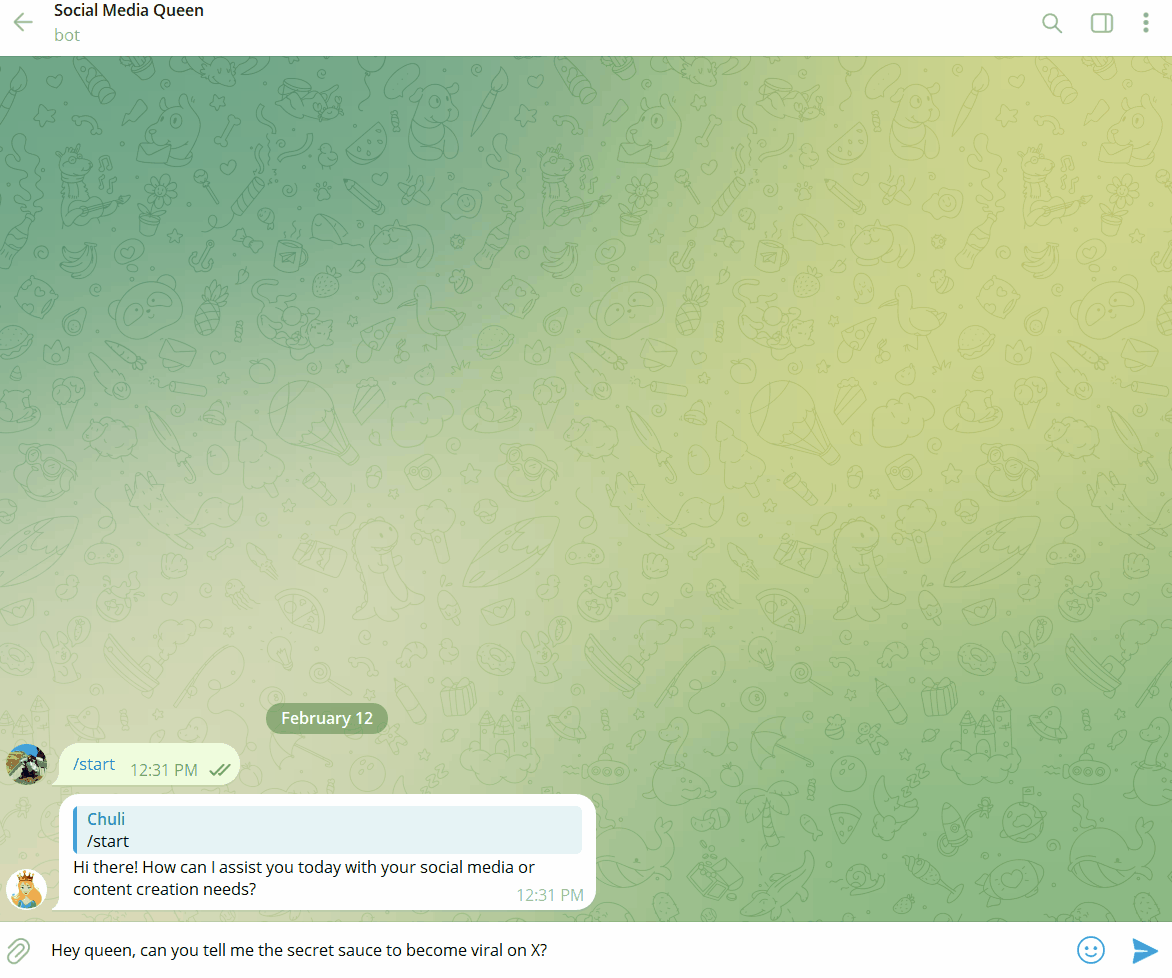 Social Media Queen
bot
February 12
/start 12:31 PM
Chuli
/start
Hi there! How can I assist you today with your social media or
content creation needs?
12:31 PM
Hey queen, can you tell me the secret sauce to become viral on X?